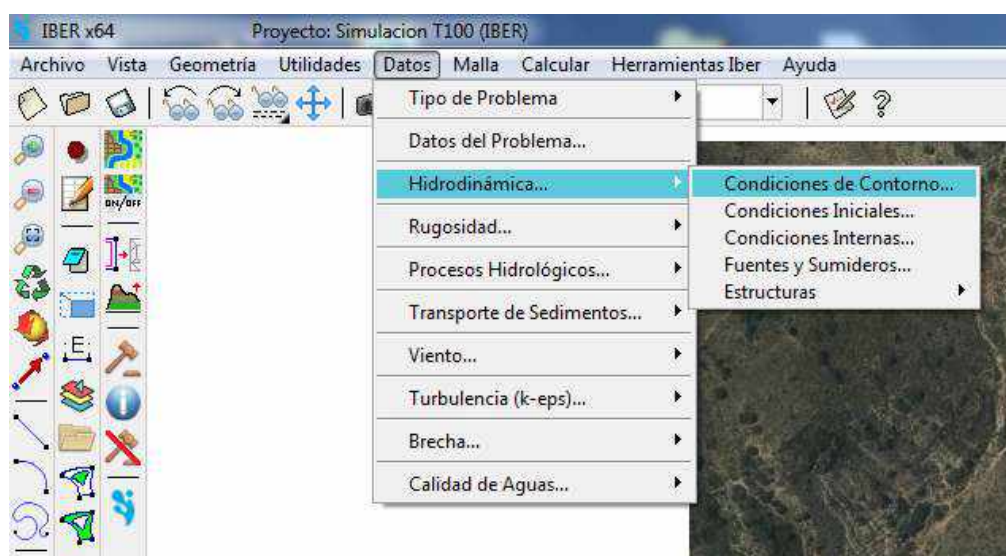 IBER x64 Proyecto: Simulacion T100 (IBER)
Archivo Vista Geometría Utilidades Datos Malla Calcular Herramientas Iber Ayuda
Tipo de Problema
Datos del Problema...
Hidrodinámica...
Condiciones de Contorno...
Condiciones Iniciales...
Condiciones Internas...
Fuentes y Sumideros...
Estructuras
Rugosidad...
Procesos Hidrológicos...
Transporte de Sedimentos...
Viento...
Turbulencia (k-eps)...
Brecha...
Calidad de Aguas...
ON/OFF
E